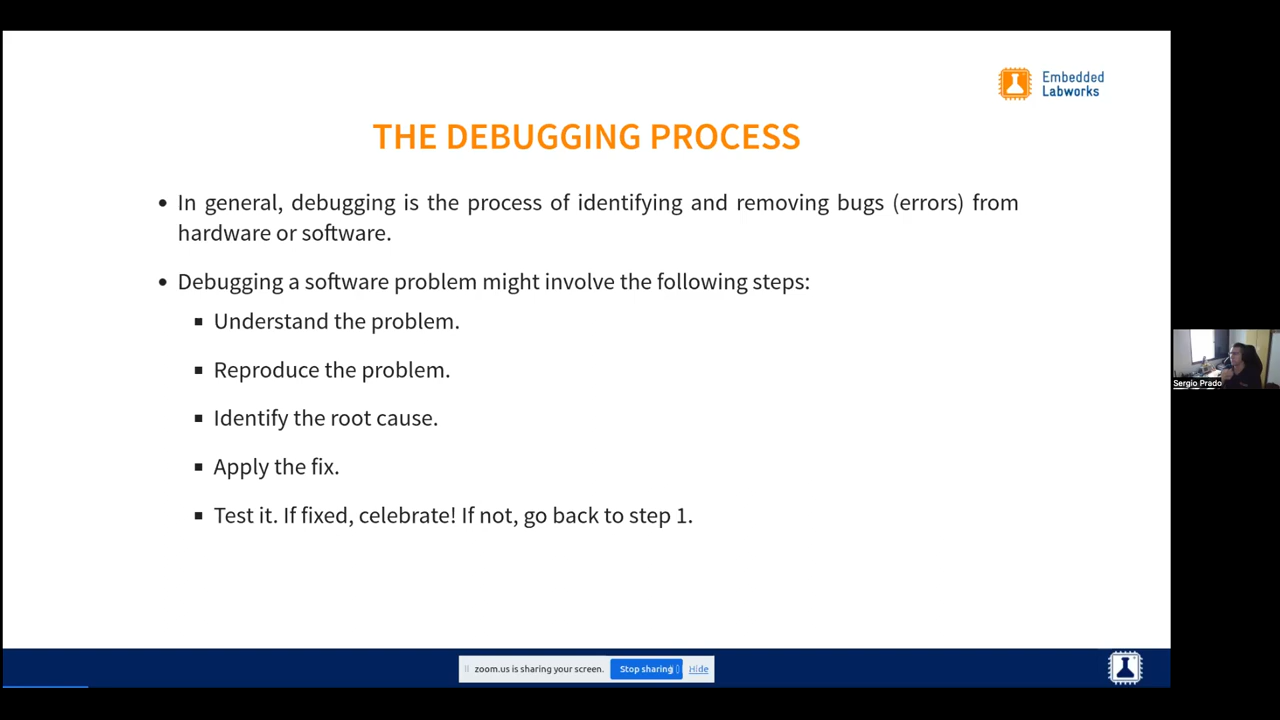 Embedded
Labworks
THE DEBUGGING PROCESS
• In general, debugging is the process of identifying and removing bugs (errors) from
hardware or software.
• Debugging a software problem might involve the following steps:
▪ Understand the problem.
▪ Reproduce the problem.
▪ Identify the root cause.
▪ Apply the fix.
▪ Test it. If fixed, celebrate! If not, go back to step 1.
Sergio Prado
zoom.us is sharing your screen. Stop sharing Hide